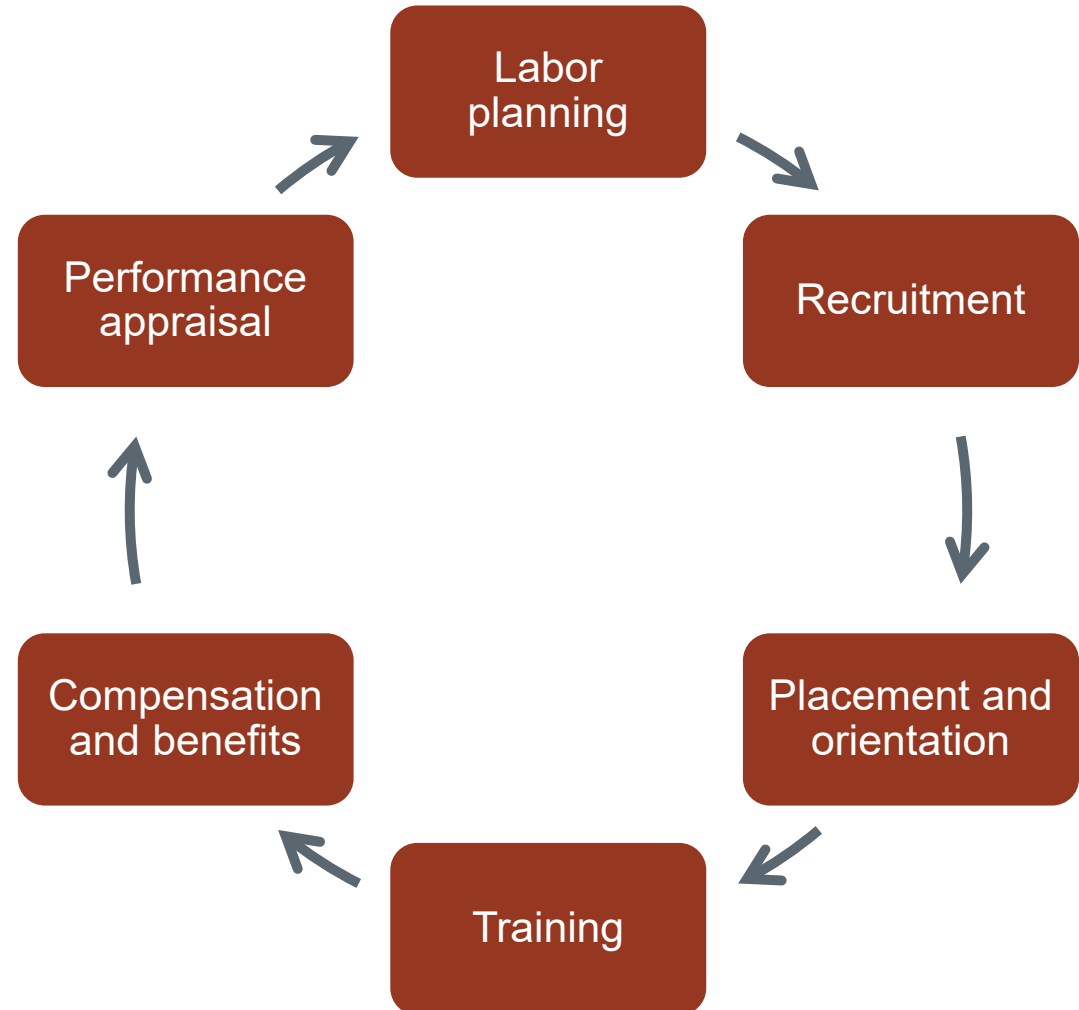 Labor
planning
Recruitment
Placement and
orientation
Training
Compensation
and benefits
Performance
appraisal